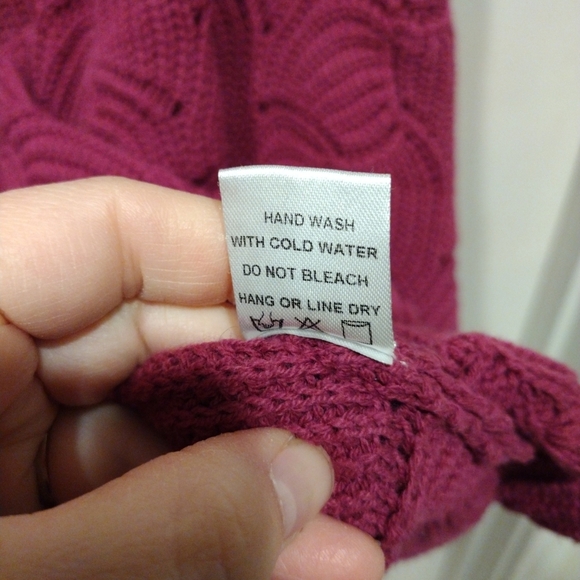 HAND WASH
WITH COLD WATER
DO NOT BLEACH
HANG OR LINE DRY